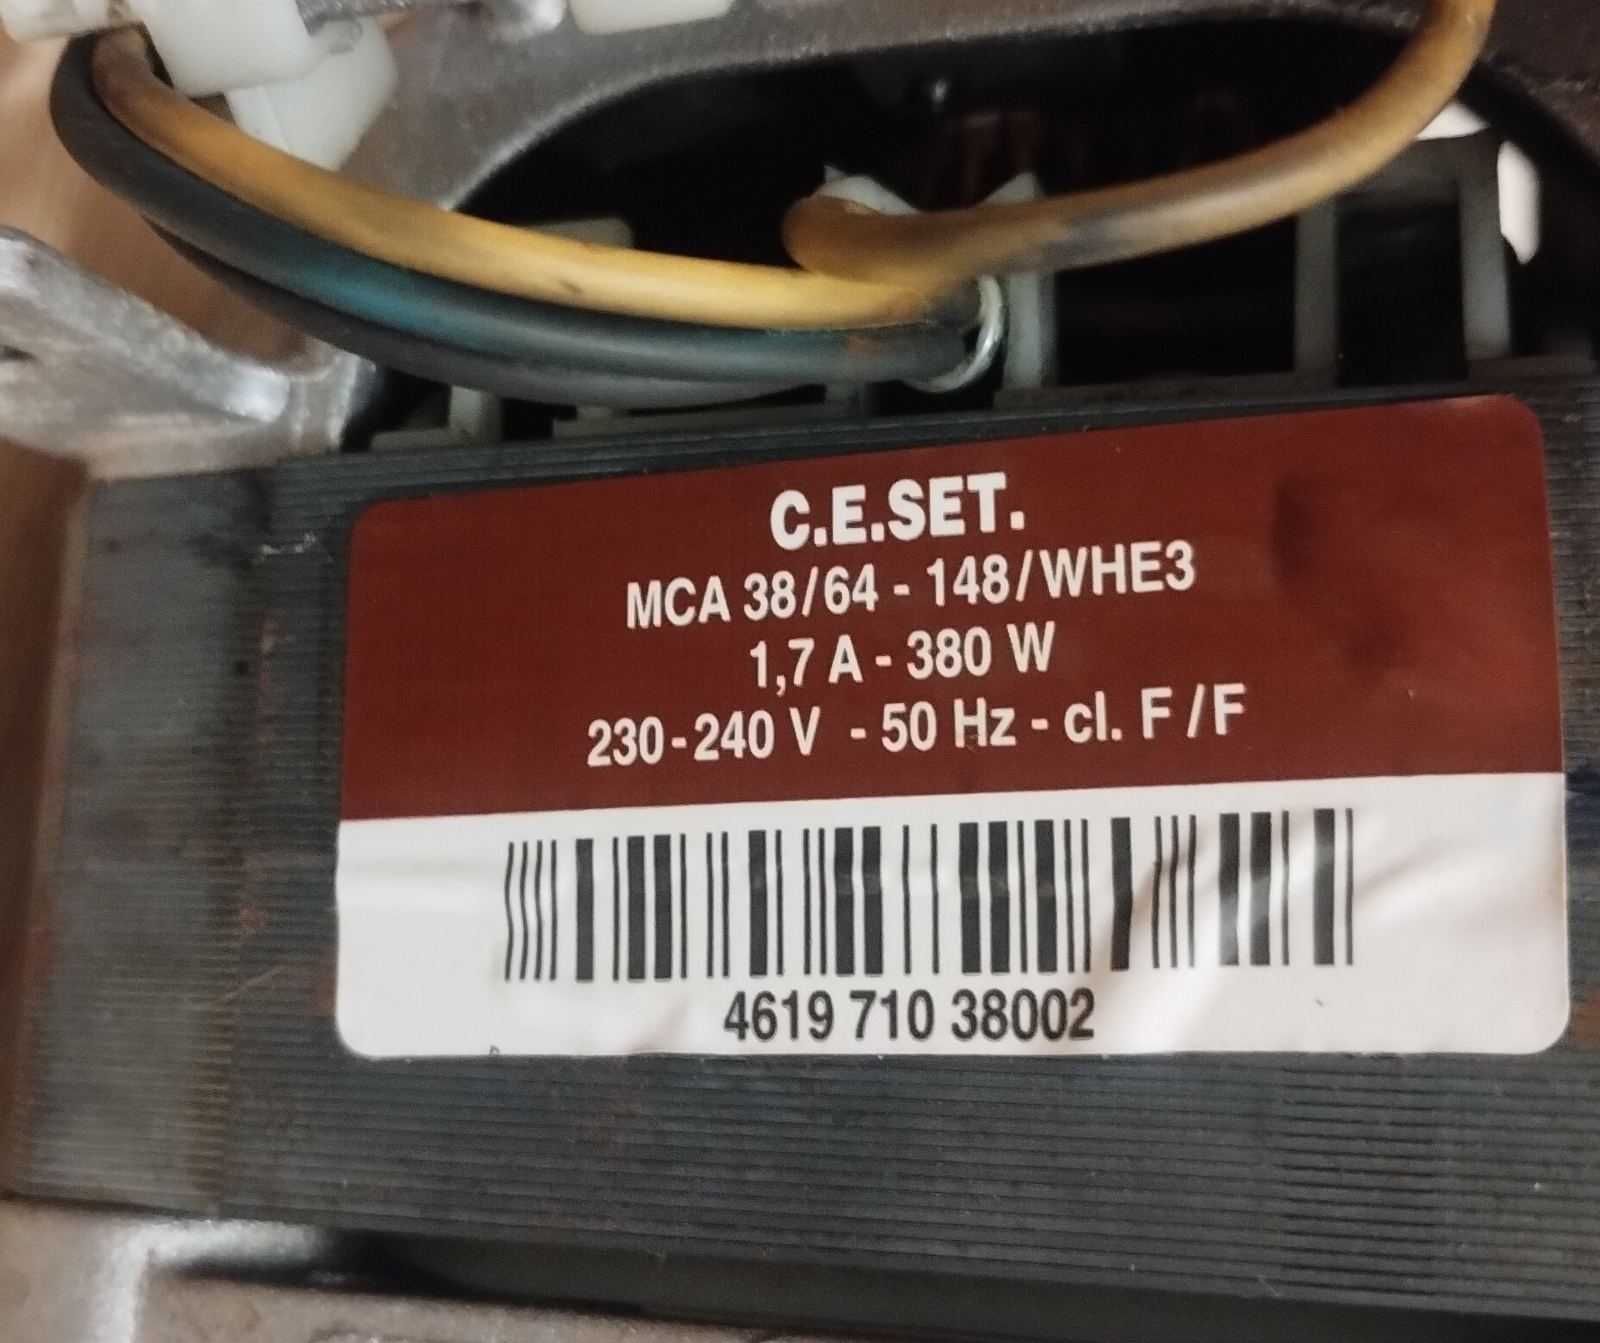 C.E.SET.
MCA 38/64 - 148/WHE3
1,7 A - 380 W
230-240 V - 50 Hz - cl. F/F
4619 710 38002